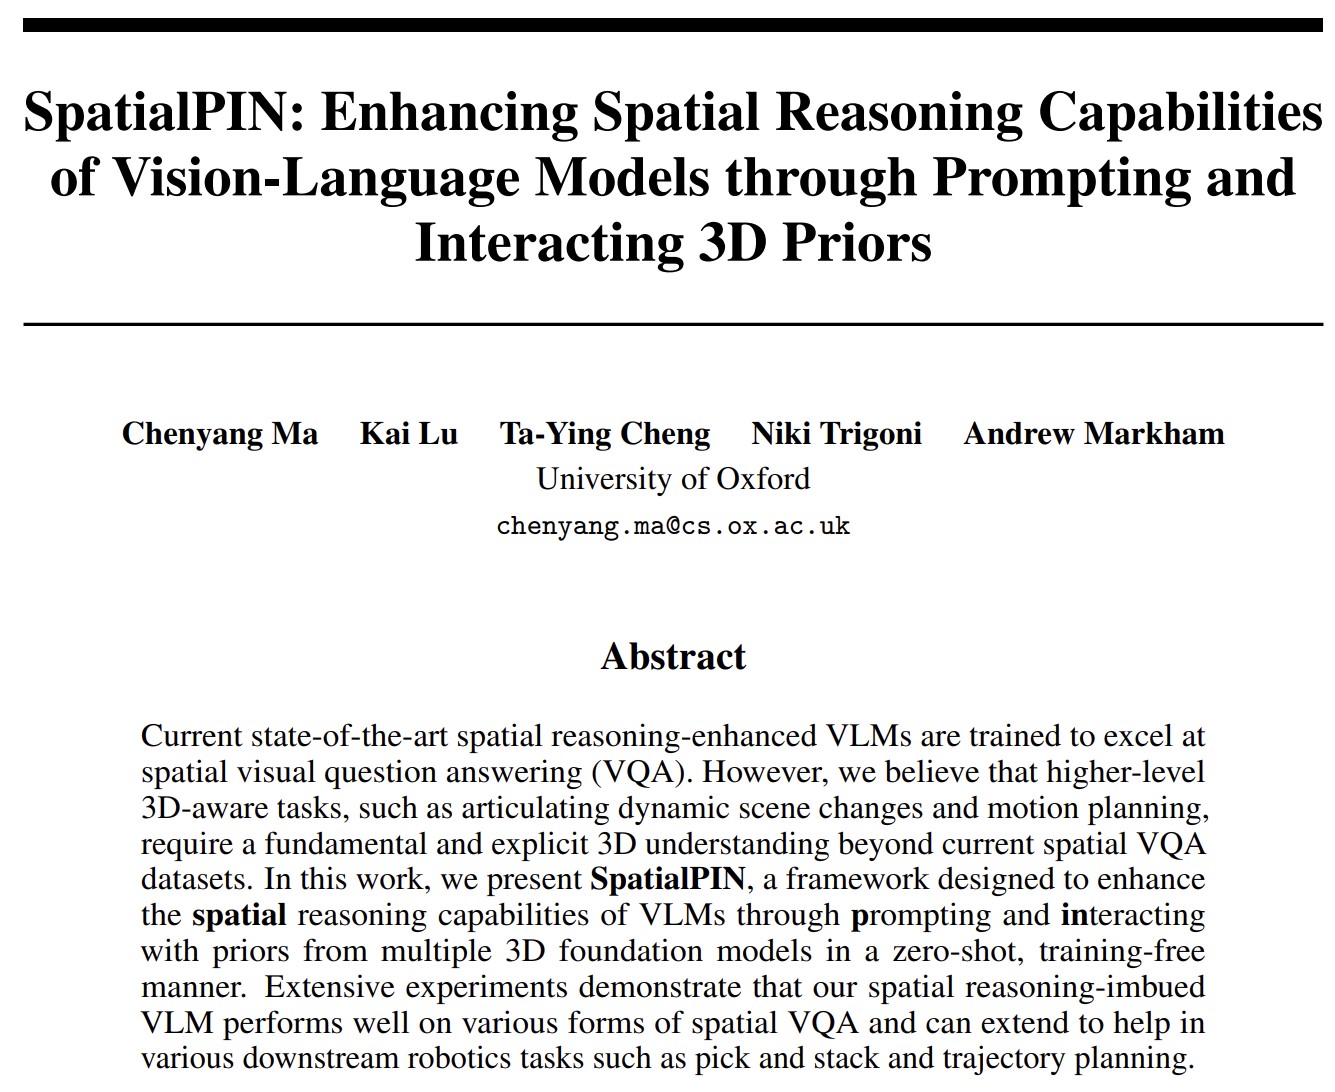 SpatialPIN: Enhancing Spatial Reasoning Capabilities
of Vision-Language Models through Prompting and
Interacting 3D Priors
Chenyang Ma Kai Lu Ta-Ying Cheng Niki Trigoni Andrew Markham
University of Oxford
chenyang.ma@cs.ox.ac.uk
Abstract
Current state-of-the-art spatial reasoning-enhanced VLMs are trained to excel at
spatial visual question answering (VQA). However, we believe that higher-level
3D-aware tasks, such as articulating dynamic scene changes and motion planning,
require a fundamental and explicit 3D understanding beyond current spatial VQA
datasets. In this work, we present SpatialPIN, a framework designed to enhance
the spatial reasoning capabilities of VLMs through prompting and interacting
with priors from multiple 3D foundation models in a zero-shot, training-free
manner. Extensive experiments demonstrate that our spatial reasoning-imbued
VLM performs well on various forms of spatial VQA and can extend to help in
various downstream robotics tasks such as pick and stack and trajectory planning.